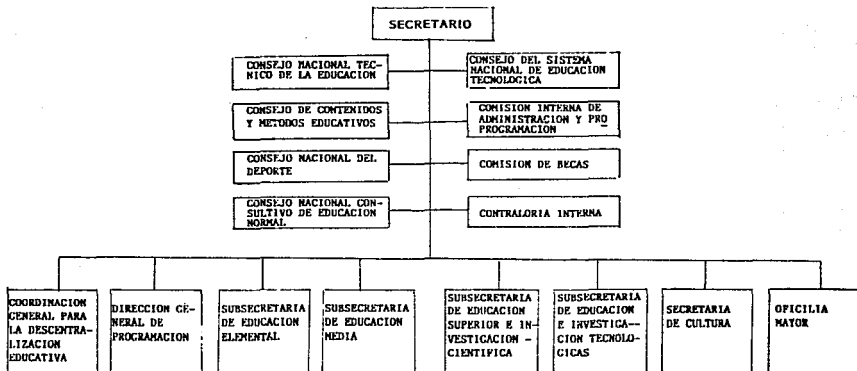 SECRETARIO
CONSEJO NACIONAL TEC-
NICO DE LA EDUCACION
CONSEJO DEL SISTEMA
NACIONAL DE EDUCACION
TECNOLOGICA
CONSEJO DE CONTENIDOS
Y METODOS EDUCATIVOS
COMISION INTERNA DE
ADMINISTRACION Y PRO
PROGRAMACION
CONSEJO NACIONAL DEL
DEPORTE
COMISION DE BECAS
CONSEJO NACIONAL CON-
SULTIVO DE EDUCACION
NORMAL
CONTRALORIA INTERNA
COORDINACION
GENERAL PARA
LA DESCENTRA-
LIZACION
EDUCATIVA
DIRECCION GE-
NERAL DE
PROGRAMACION
SUBSECRETARIA
DE EDUCACION
ELEMENTAL
SUBSECRETARIA
DE EDUCACION
MEDIA
SUBSECRETARIA
DE EDUCACION
SUPERIOR E IN-
VESTIGACION -
CIENTIFICA
SUBSECRETARIA
DE EDUCACION
E INVESTIGA--
CION TECNOLO-
GICAS
SECRETARIA
DE CULTURA
OFICILIA
MAYOR